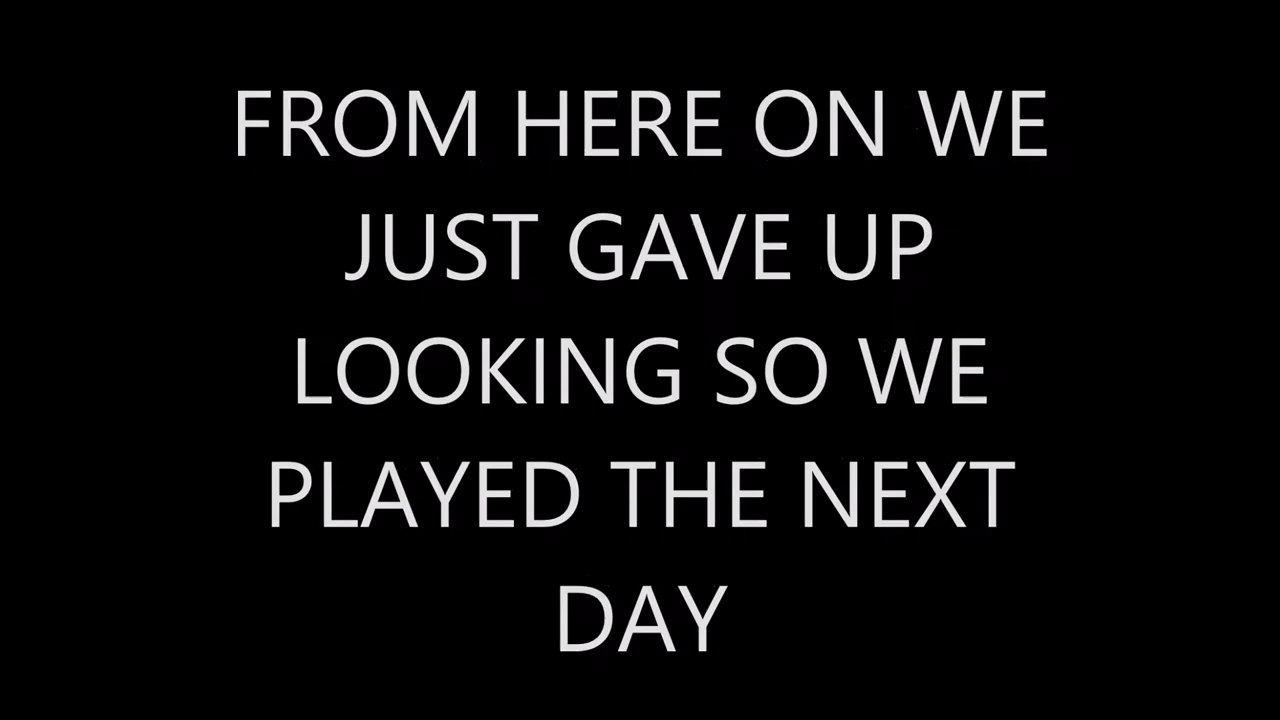 FROM HERE ON WE
JUST GAVE UP
LOOKING SO WE
PLAYED THE NEXT
DAY